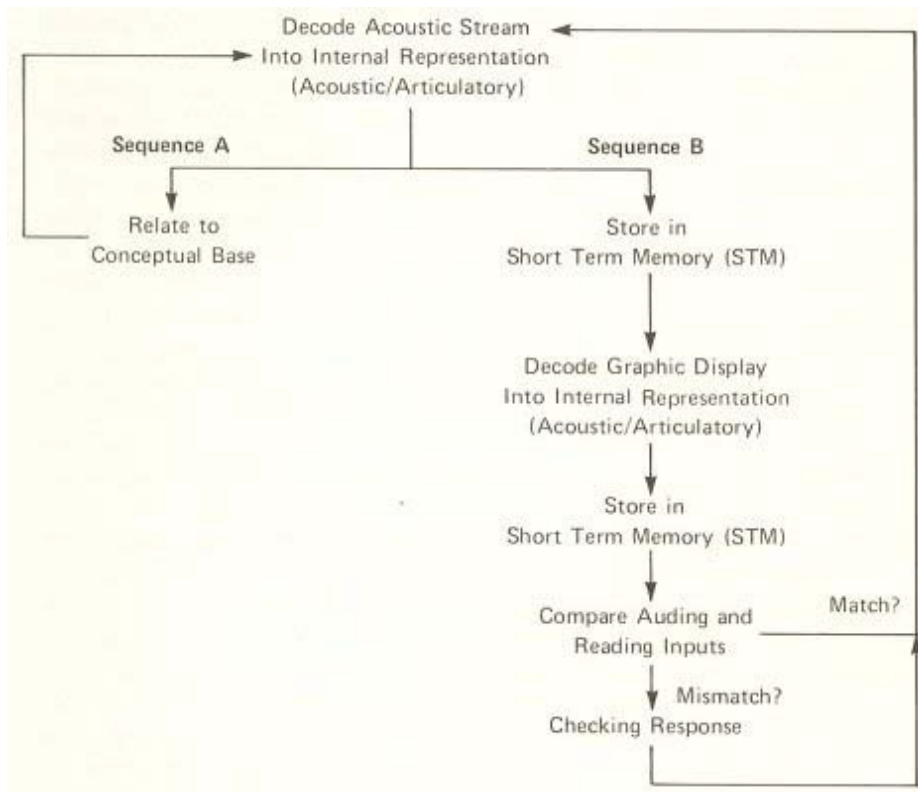 Decode Acoustic Stream
Into Internal Representation
(Acoustic/Articulatory)
Sequence A
Sequence B
Relate to
Conceptual Base
Store in
Short Term Memory (STM)
Decode Graphic Display
Into Internal Representation
(Acoustic/Articulatory)
Store in
Short Term Memory (STM)
Compare Auding and
Reading Inputs
Match?
Mismatch?
Checking Response